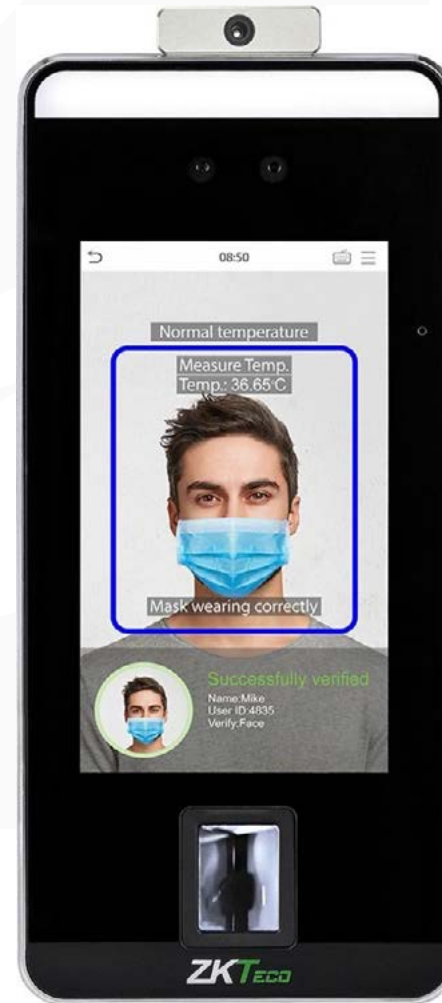 08:50
Normal temperature
Measure Temp.
Temp.: 36.65°C
Mask wearing correctly
Successfully verified
Name:Mike
User ID:4835
Verify:Face
ZKTECO